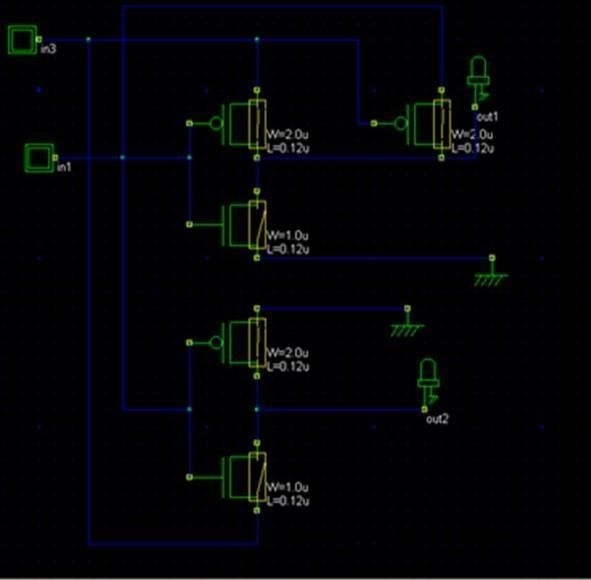 in3
out1
W=2.0u
L=0.12u
W=2.0u
L=0.12u
in1
W=1.0u
L=0.12u
W=2.0u
L=0.12u
out2
W=1.0u
L=0.12u